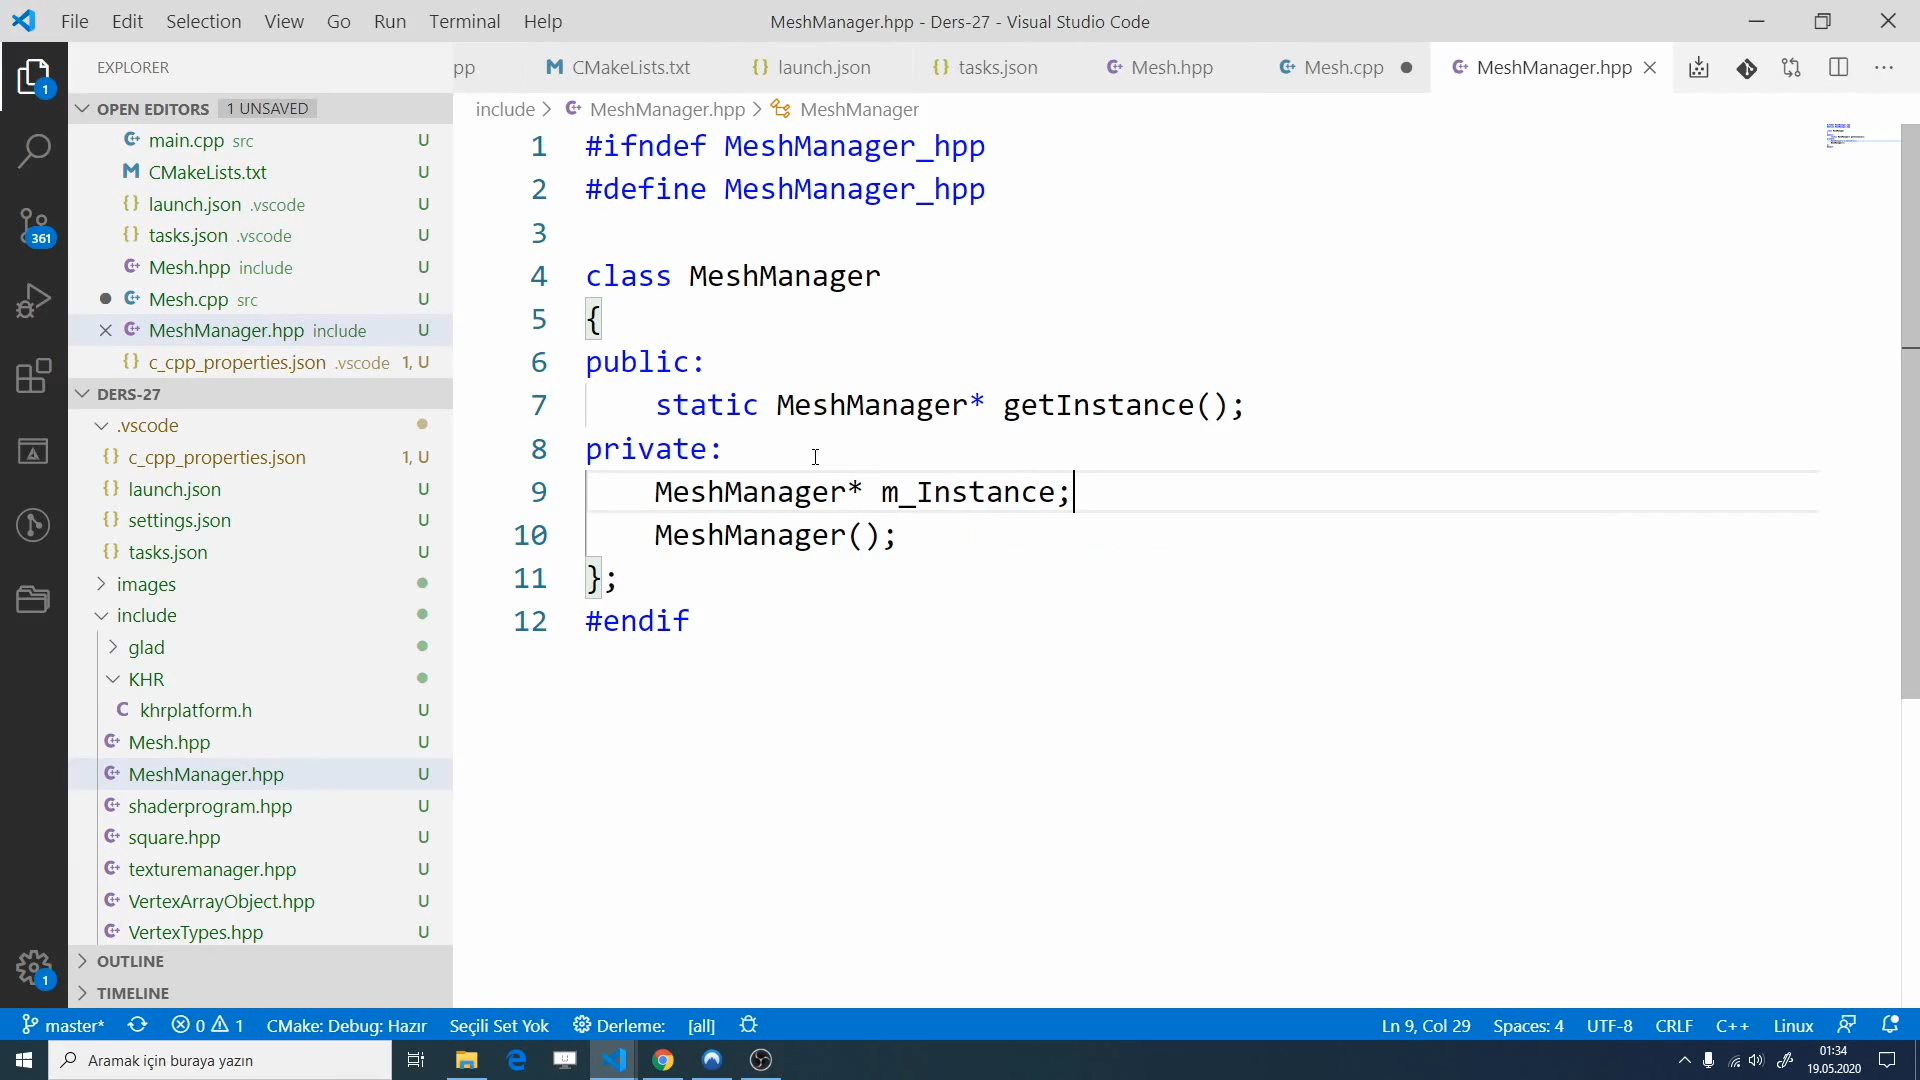 File Edit Selection View Go Run Terminal Help
MeshManager.hpp - Ders-27 - Visual Studio Code
EXPLORER
pp
CMakeLists.txt
launch.json
tasks.json
Mesh.hpp
Mesh.cpp
MeshManager.hpp
OPEN EDITORS 1 UNSAVED
main.cpp src U
CMakeLists.txt U
launch.json .vscode U
tasks.json .vscode U
Mesh.hpp include U
Mesh.cpp src U
MeshManager.hpp include U
c_cpp_properties.json .vscode 1, U
DERS-27
.vscode
c_cpp_properties.json 1, U
launch.json U
settings.json U
tasks.json U
images
include
glad
KHR
khrplatform.h U
Mesh.hpp U
MeshManager.hpp U
shaderprogram.hpp U
square.hpp U
texturemanager.hpp U
VertexArrayObject.hpp U
VertexTypes.hpp U
OUTLINE
TIMELINE
1
361
1
include > MeshManager.hpp > MeshManager
1 #ifndef MeshManager_hpp
2 #define MeshManager_hpp
3
4 class MeshManager
5 {
6 public:
7 static MeshManager* getInstance();
8 private:
9 MeshManager* m_Instance;
10 MeshManager();
11 };
12 #endif
master* 0 1 CMake: Debug: Hazır Seçili Set Yok Derleme: [all] Ln 9, Col 29 Spaces: 4 UTF-8 CRLF C++ Linux
Aramak için buraya yazın
01:34
19.05.2020